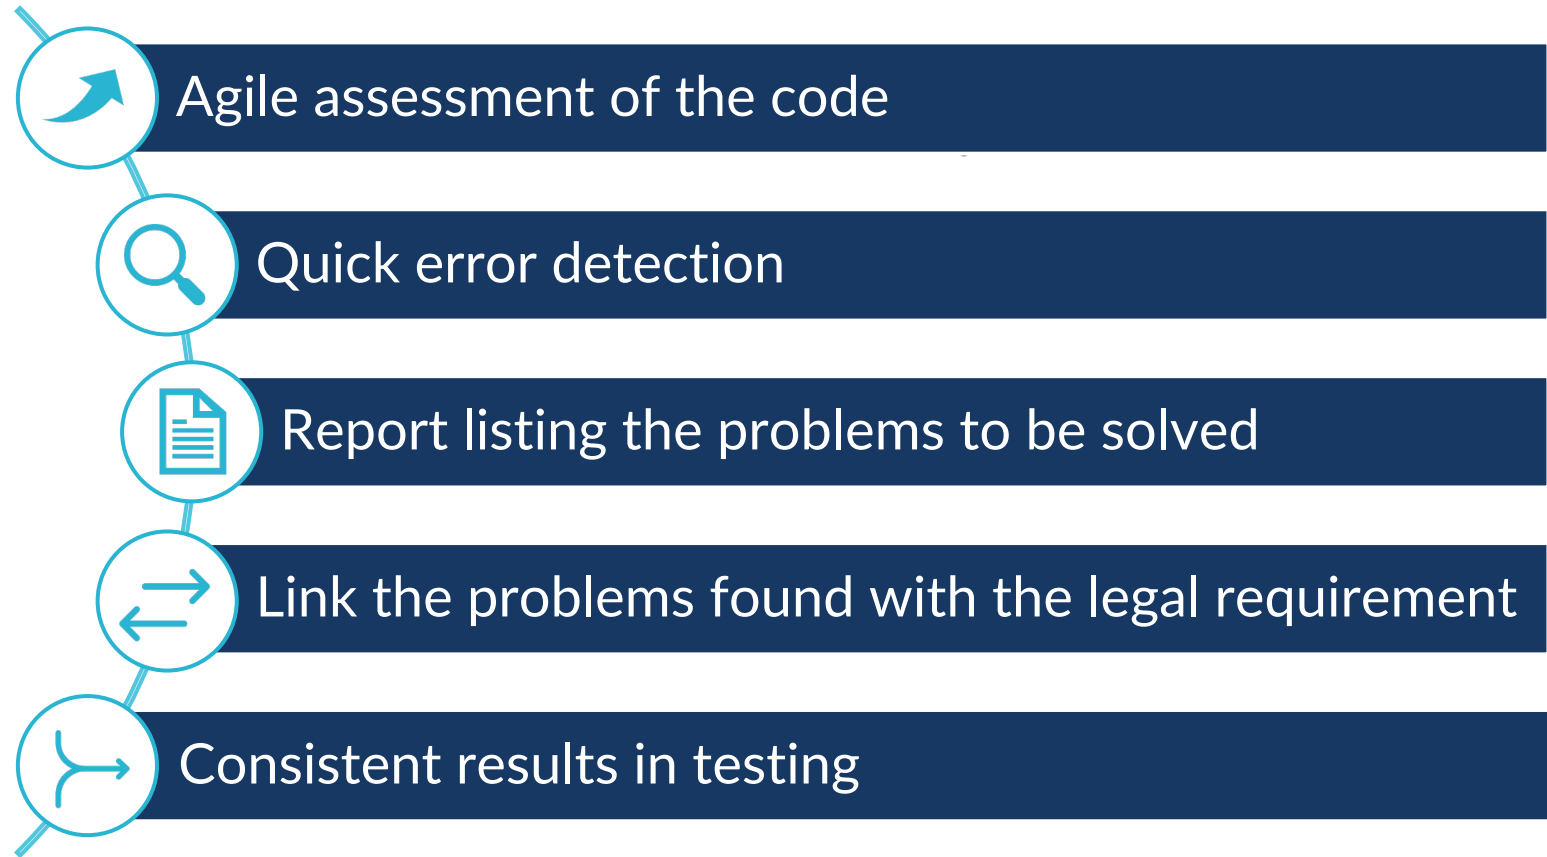 Agile assessment of the code
Quick error detection
Report listing the problems to be solved
Link the problems found with the legal requirement
Consistent results in testing